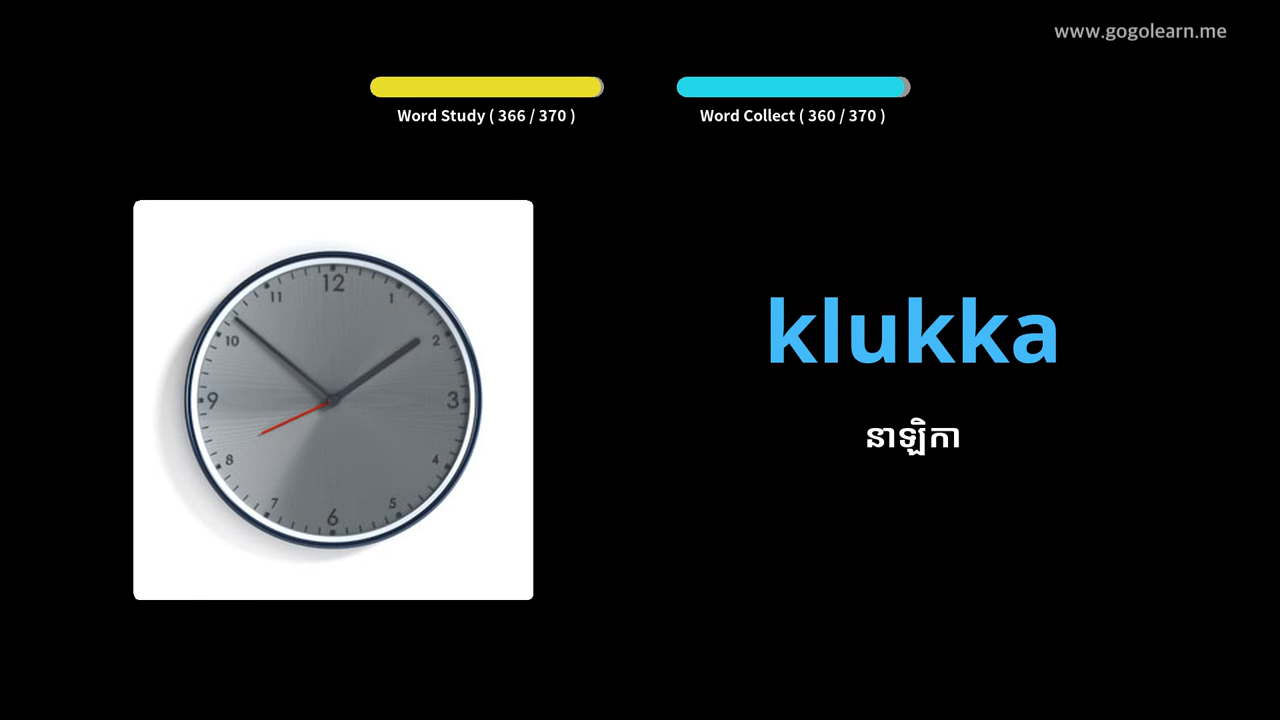 www.gogolearn.me
Word Study ( 366 / 370 )
Word Collect ( 360 / 370 )
12
11
1
10
2
9
3
8
4
7
5
6
klukka
នាឡិកា